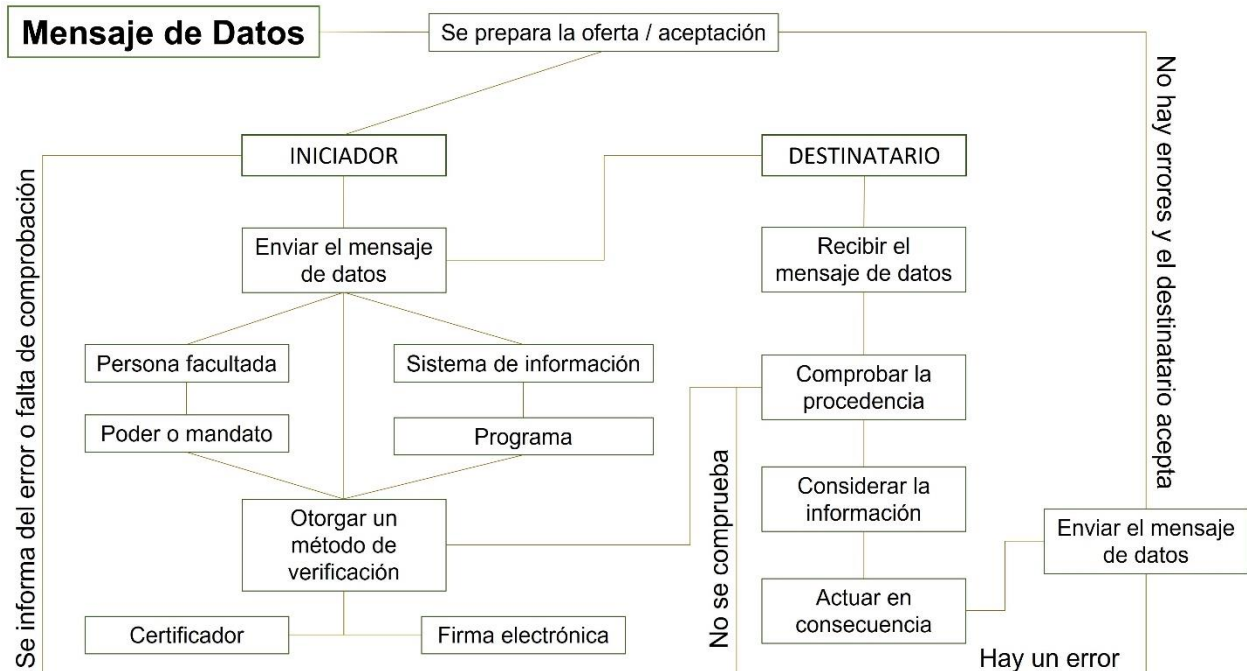 Mensaje de Datos
Se prepara la oferta / aceptación
INICIADOR
DESTINATARIO
Enviar el mensaje
de datos
Recibir el
mensaje de datos
Persona facultada
Sistema de información
Comprobar la
procedencia
Poder o mandato
Programa
Otorgar un
método de
verificación
Considerar la
información
Enviar el mensaje
de datos
Certificador
Firma electrónica
Actuar en
consecuencia
Se informa del error o falta de comprobación
No se comprueba
No hay errores y el destinatario acepta
Hay un error